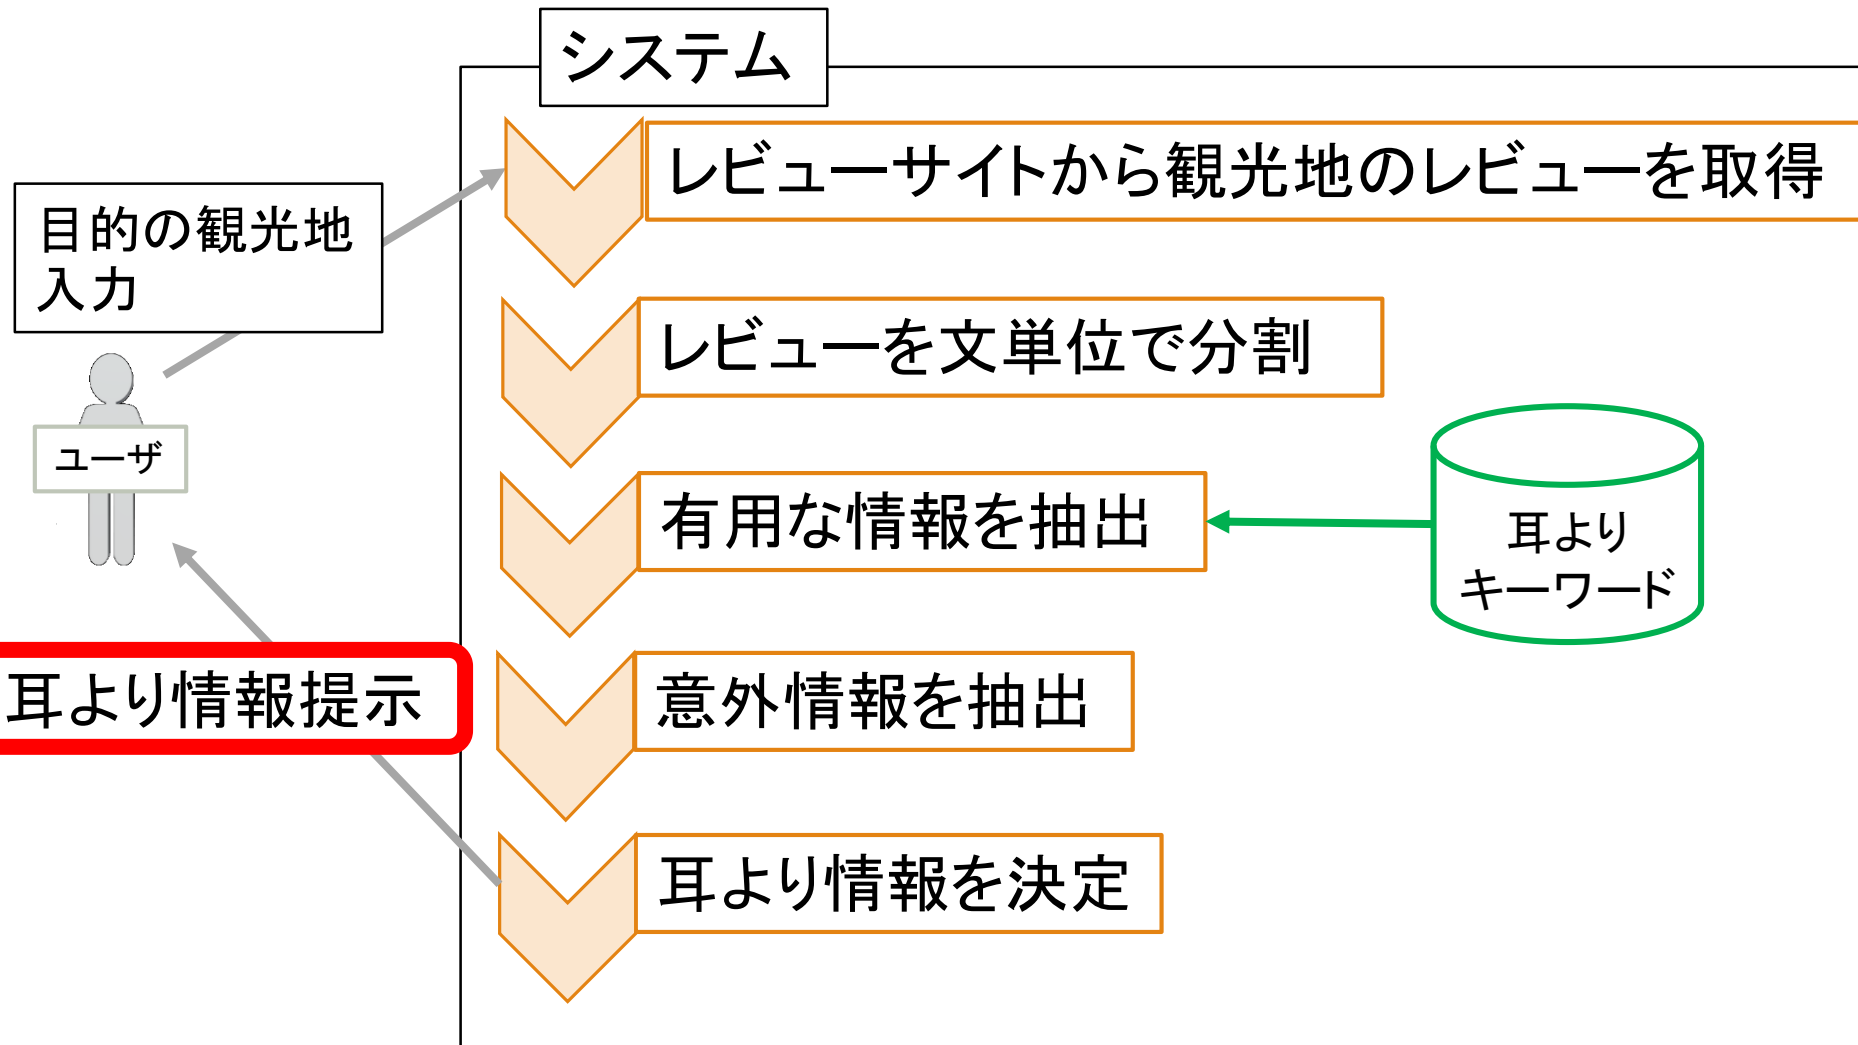 システム
レビューサイトから観光地のレビューを取得
目的の観光地
入力
レビューを文単位で分割
ユーザ
有用な情報を抽出
耳より
キーワード
耳より情報提示
意外情報を抽出
耳より情報を決定